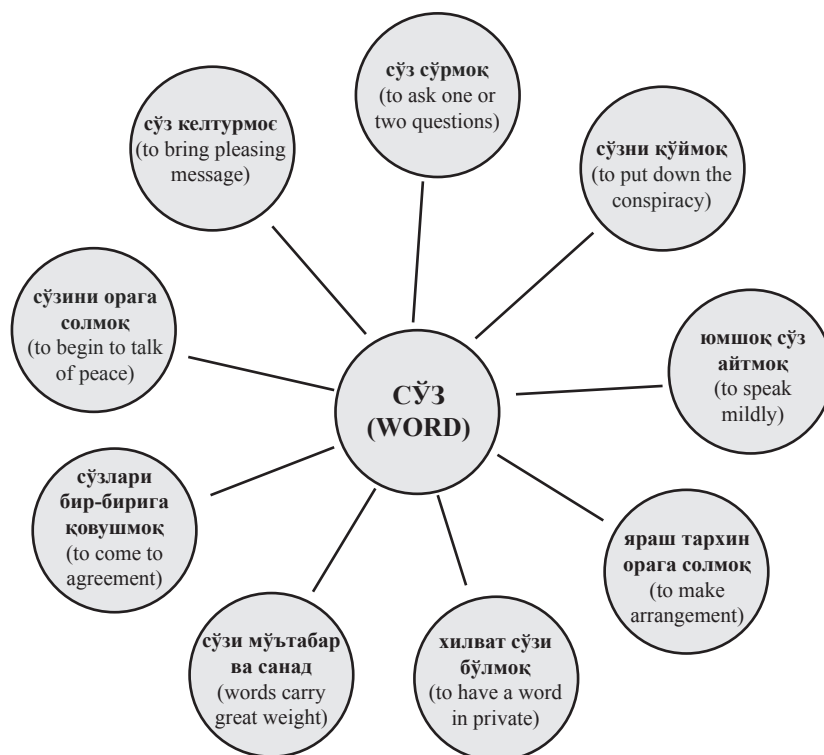 сўз сўрмоқ
(to ask one or
two questions)
сўзни қўймоқ
(to put down the
conspiracy)
юмшоқ сўз
айтмоқ
(to speak
mildly)
яраш тархин
орага солмоқ
(to make
arrangement)
хилват сўзи
бўлмоқ
(to have a word
in private)
сўзи мўътабар
ва санад
(words carry
great weight)
сўзлари
бир-бирига
қовушмоқ
(to come to
agreement)
сўзини орага
солмоқ
(to begin to talk
of peace)
сўз келтурмоє
(to bring pleasing
message)
СЎЗ
(WORD)